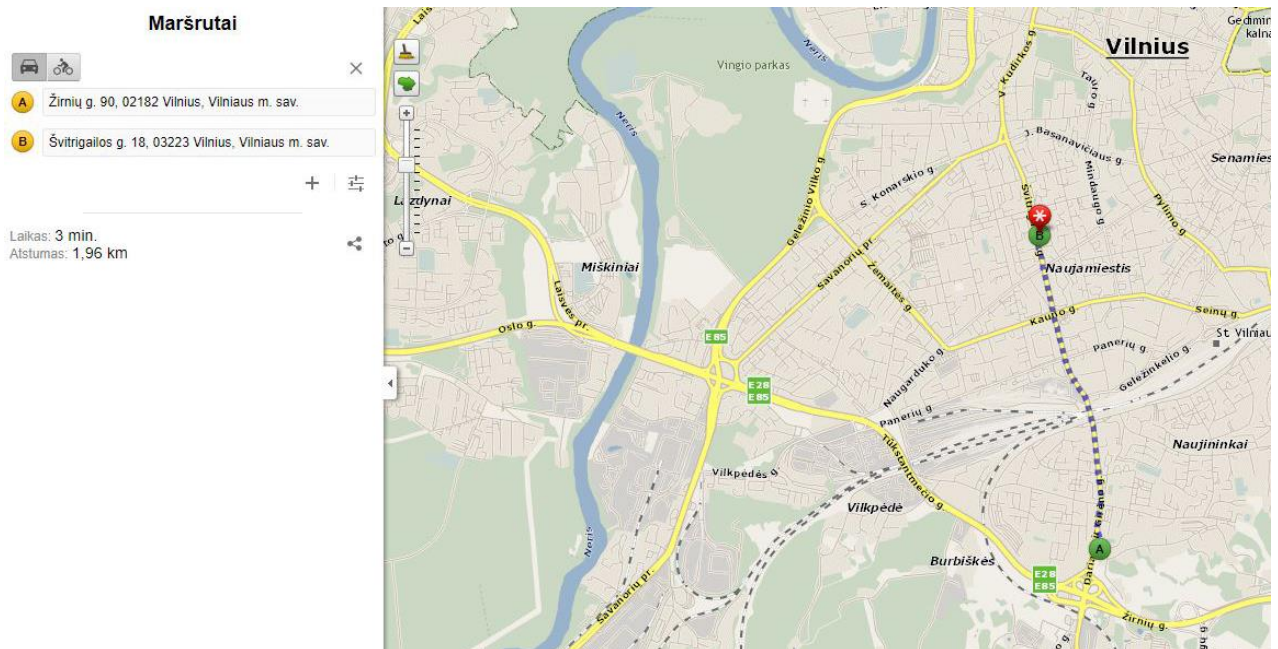 Maršrutai
A
Žirnių g. 90, 02182 Vilnius, Vilniaus m. sav.
B
Švitrigailos g. 18, 03223 Vilnius, Vilniaus m. sav.
Laikas: 3 min.
Atstumas: 1,96 km
Vilnius
Neris
Vingio parkas
V. Kudirkos g.
Tauro g.
Neris
J. Basanavičiaus g.
Mindaugo g.
Geležinio Vilko g.
S. Konarskio g.
Lazdynai
Pylimo g.
B
Savanorių pr.
Naujamiestis
Miškiniai
Žemaitės g.
Laisvės pr.
Kauno g.
Seinų g.
Oslo g.
E85
Panerių g.
Geležinkelio g.
Naugarduko g.
E28
E85
Panerių g.
Tūkstantmečio g.
Naujininkai
Vilkpėdės g.
Vilkpėdė
Neris
A
Burbiškės
E28
E85
Savanorių pr.
Žirnių g.